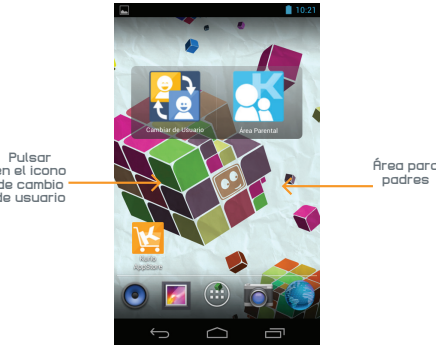 10:21
Cambiar de Usuario
Área Parental
Pulsar
en el icono
de cambio
de usuario
Área para
padres
Kurio
AppStore